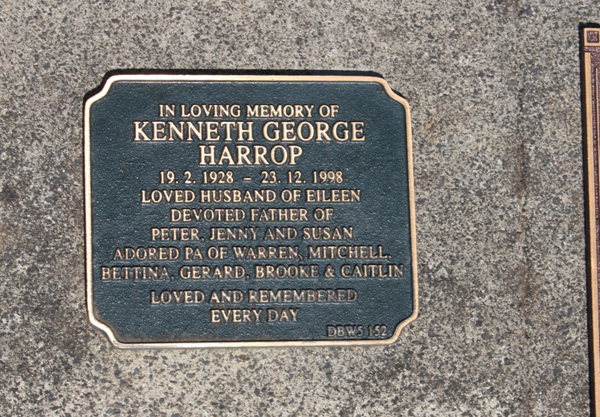 IN LOVING MEMORY OF
KENNETH GEORGE
HARROP
19. 2. 1928 - 23. 12. 1998
LOVED HUSBAND OF EILEEN
DEVOTED FATHER OF
PETER, JENNY AND SUSAN
ADORED PA OF WARREN, MITCHELL,
BETTINA, GERARD, BROOKE & CAITLIN
LOVED AND REMEMBERED
EVERY DAY
DBW5 152